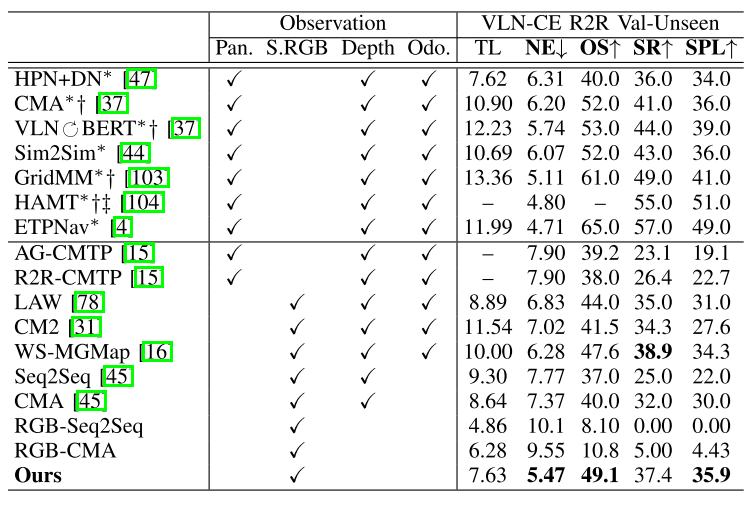 Observation VLN-CE R2R Val-Unseen
Pan. S.RGB Depth Odo. TL NE↓ OS↑ SR↑ SPL↑
HPN+DN* [47] ✓ ✓ ✓ 7.62 6.31 40.0 36.0 34.0
CMA*† [37] ✓ ✓ ✓ 10.90 6.20 52.0 41.0 36.0
VLN↻BERT*† [37] ✓ ✓ ✓ 12.23 5.74 53.0 44.0 39.0
Sim2Sim* [44] ✓ ✓ ✓ 10.69 6.07 52.0 43.0 36.0
GridMM*† [103] ✓ ✓ ✓ 13.36 5.11 61.0 49.0 41.0
HAMT*†‡ [104] ✓ ✓ ✓ – 4.80 – 55.0 51.0
ETPNav* [4] ✓ ✓ ✓ 11.99 4.71 65.0 57.0 49.0
AG-CMTP [15] ✓ ✓ ✓ – 7.90 39.2 23.1 19.1
R2R-CMTP [15] ✓ ✓ ✓ – 7.90 38.0 26.4 22.7
LAW [78] ✓ ✓ ✓ 8.89 6.83 44.0 35.0 31.0
CM2 [31] ✓ ✓ ✓ 11.54 7.02 41.5 34.3 27.6
WS-MGMap [16] ✓ ✓ ✓ 10.00 6.28 47.6 38.9 34.3
Seq2Seq [45] ✓ ✓ 9.30 7.77 37.0 25.0 22.0
CMA [45] ✓ ✓ 8.64 7.37 40.0 32.0 30.0
RGB-Seq2Seq ✓ 4.86 10.1 8.10 0.00 0.00
RGB-CMA ✓ 6.28 9.55 10.8 5.00 4.43
Ours ✓ 7.63 5.47 49.1 37.4 35.9